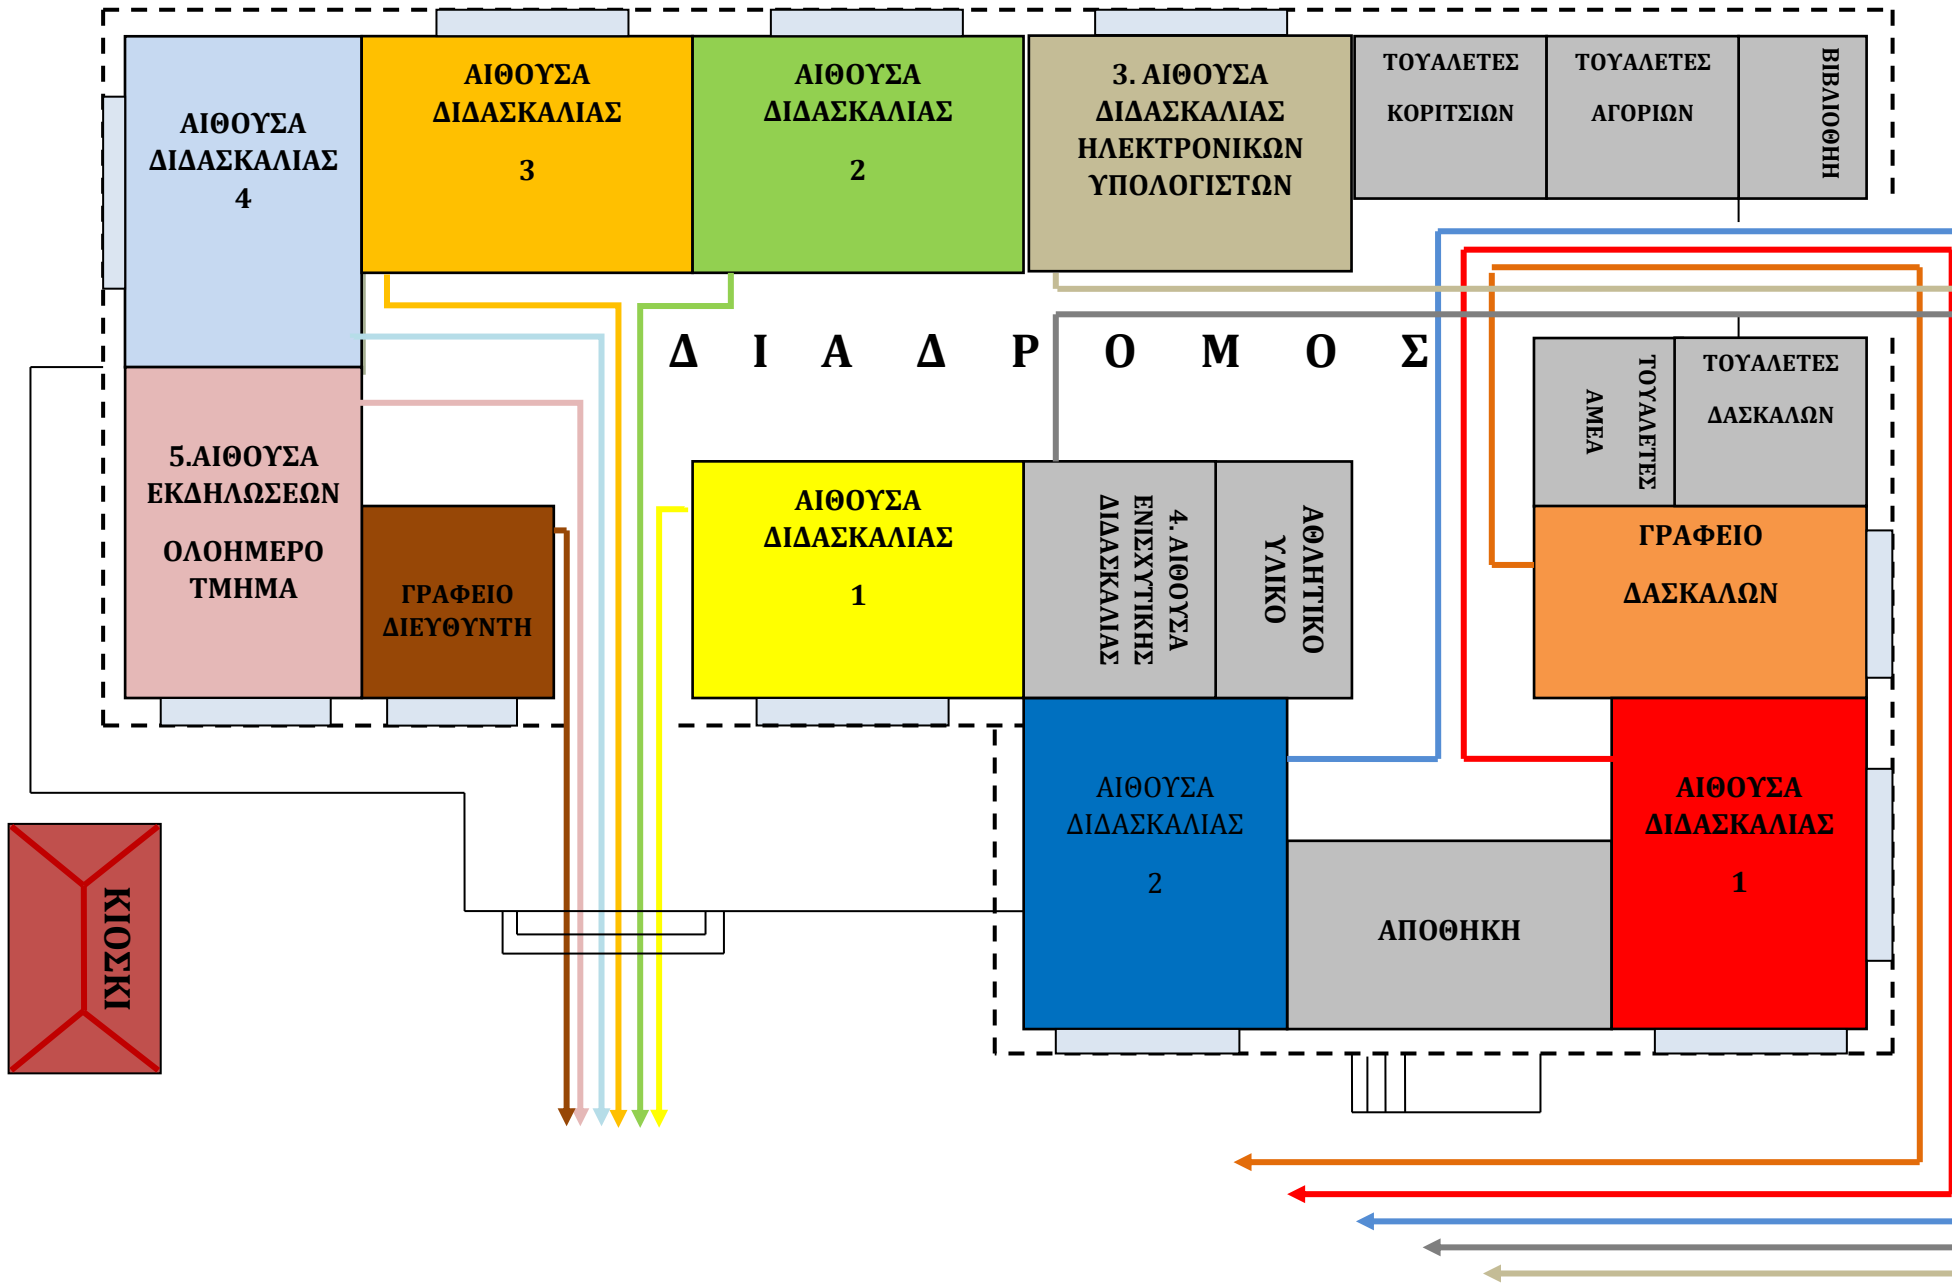 ΑΙΘΟΥΣΑ
ΔΙΔΑΣΚΑΛΙΑΣ
4
ΑΙΘΟΥΣΑ
ΔΙΔΑΣΚΑΛΙΑΣ
3
ΑΙΘΟΥΣΑ
ΔΙΔΑΣΚΑΛΙΑΣ
2
3. ΑΙΘΟΥΣΑ
ΔΙΔΑΣΚΑΛΙΑΣ
ΗΛΕΚΤΡΟΝΙΚΩΝ
ΥΠΟΛΟΓΙΣΤΩΝ
ΤΟΥΑΛΕΤΕΣ
ΚΟΡΙΤΣΙΩΝ
ΤΟΥΑΛΕΤΕΣ
ΑΓΟΡΙΩΝ
ΒΙΒΛΙΟΘΗΗ
Δ Ι Α Δ Ρ Ο Μ Ο Σ
5.ΑΙΘΟΥΣΑ
ΕΚΔΗΛΩΣΕΩΝ
ΟΛΟΗΜΕΡΟ
ΤΜΗΜΑ
ΓΡΑΦΕΙΟ
ΔΙΕΥΘΥΝΤΗ
ΑΙΘΟΥΣΑ
ΔΙΔΑΣΚΑΛΙΑΣ
1
4. ΑΙΘΟΥΣΑ
ΕΝΙΣΧΥΤΙΚΗΣ
ΔΙΔΑΣΚΑΛΙΑΣ
ΑΘΛΗΤΙΚΟ
ΥΛΙΚΟ
ΤΟΥΑΛΕΤΕΣ
ΑΜΕΑ
ΤΟΥΑΛΕΤΕΣ
ΔΑΣΚΑΛΩΝ
ΓΡΑΦΕΙΟ
ΔΑΣΚΑΛΩΝ
ΑΙΘΟΥΣΑ
ΔΙΔΑΣΚΑΛΙΑΣ
2
ΑΠΟΘΗΚΗ
ΑΙΘΟΥΣΑ
ΔΙΔΑΣΚΑΛΙΑΣ
1
ΚΙΟΣΚΙ